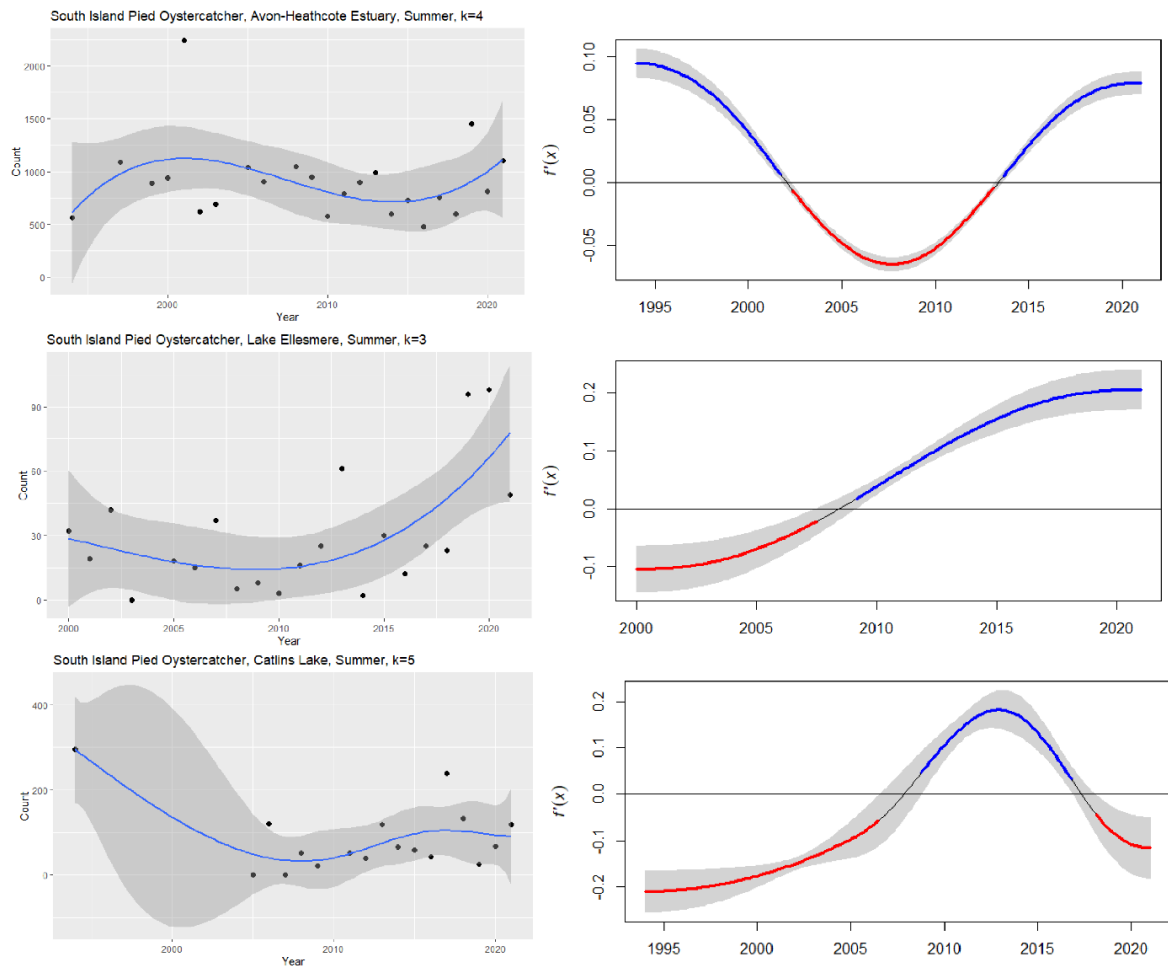 South Island Pied Oystercatcher, Avon-Heathcote Estuary, Summer, k=4
2000
1500
1000
500
0
Count
2000 2010 2020
Year
0.10
0.05
0.00
-0.05
f'(x)
1995 2000 2005 2010 2015 2020
South Island Pied Oystercatcher, Lake Ellesmere, Summer, k=3
90
60
30
0
Count
2000 2005 2010 2015 2020
Year
0.2
0.1
0.0
-0.1
f'(x)
2000 2005 2010 2015 2020
South Island Pied Oystercatcher, Catlins Lake, Summer, k=5
400
200
0
Count
2000 2010 2020
Year
0.2
0.1
0.0
-0.1
-0.2
f'(x)
1995 2000 2005 2010 2015 2020